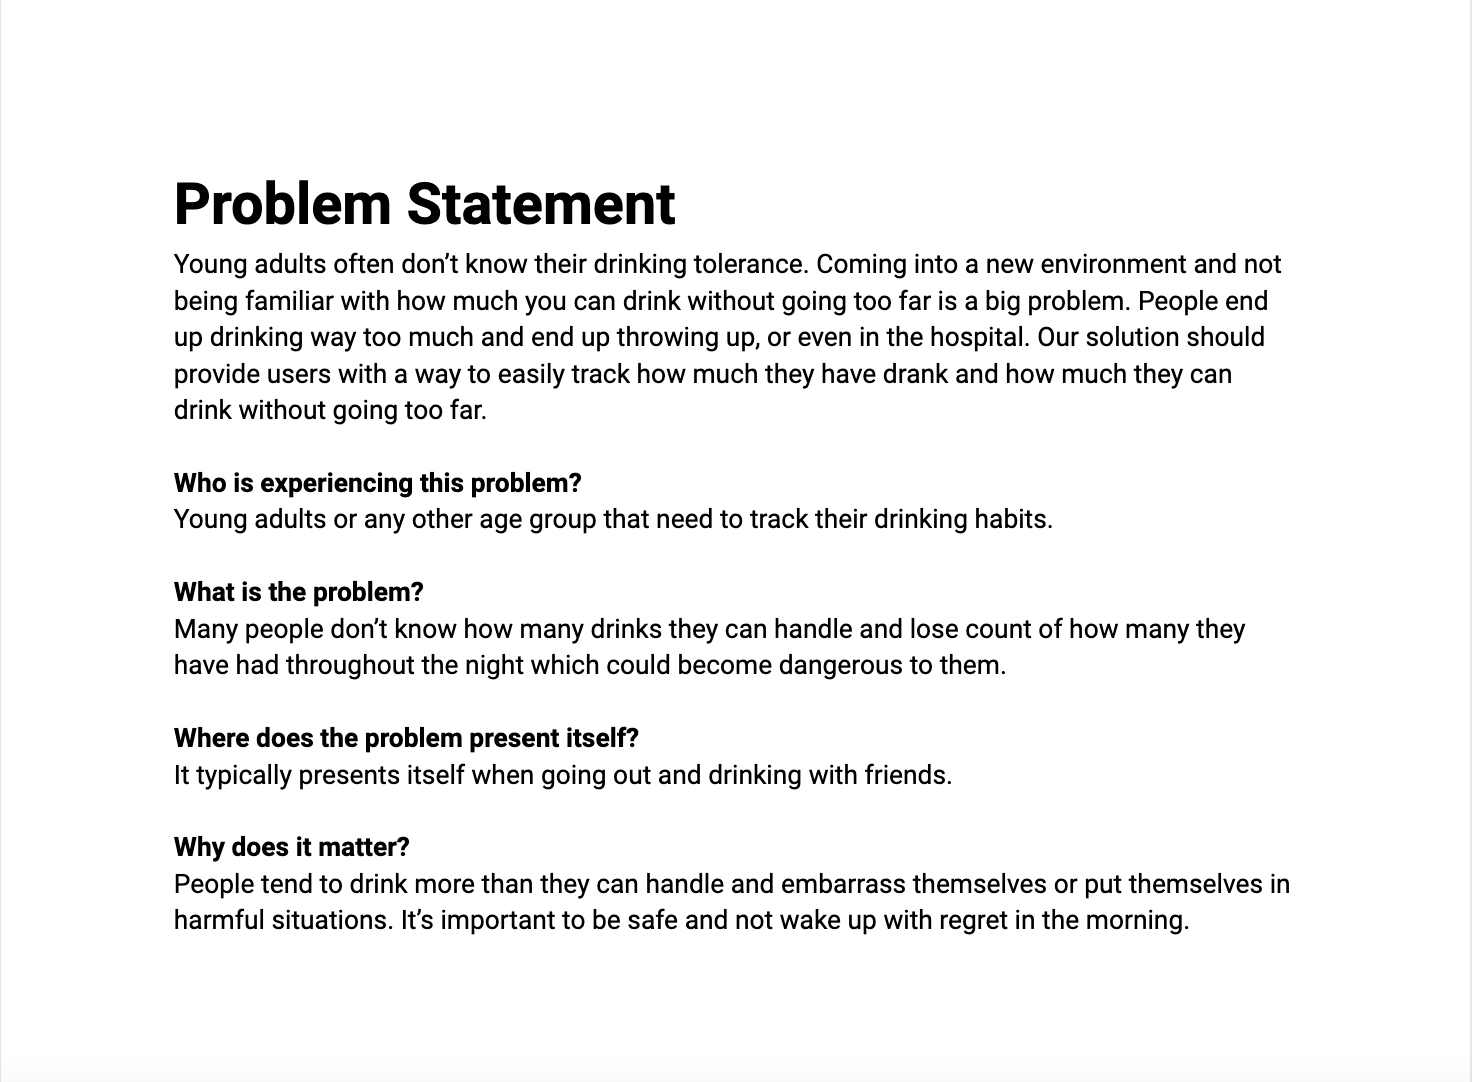 Problem Statement
Young adults often don’t know their drinking tolerance. Coming into a new environment and not
being familiar with how much you can drink without going too far is a big problem. People end
up drinking way too much and end up throwing up, or even in the hospital. Our solution should
provide users with a way to easily track how much they have drank and how much they can
drink without going too far.
Who is experiencing this problem?
Young adults or any other age group that need to track their drinking habits.
What is the problem?
Many people don’t know how many drinks they can handle and lose count of how many they
have had throughout the night which could become dangerous to them.
Where does the problem present itself?
It typically presents itself when going out and drinking with friends.
Why does it matter?
People tend to drink more than they can handle and embarrass themselves or put themselves in
harmful situations. It’s important to be safe and not wake up with regret in the morning.